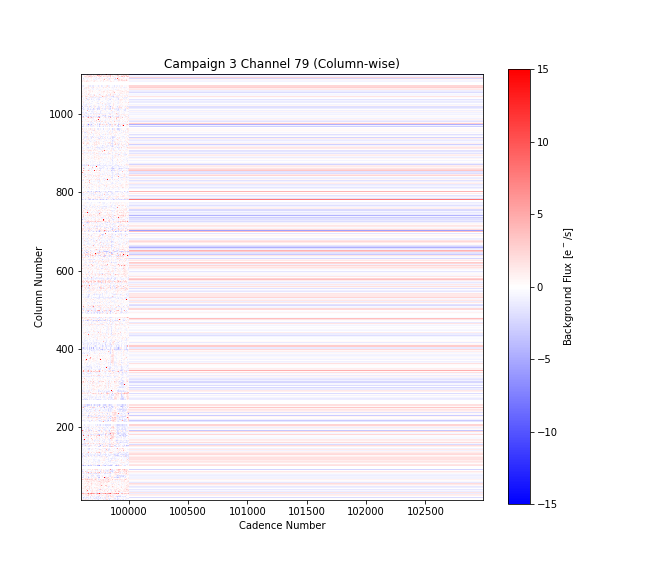 Campaign 3 Channel 79 (Column-wise)
1000
800
600
400
200
Column Number
100000 100500 101000 101500 102000 102500
Cadence Number
15
10
5
0
−5
−10
−15
Background Flux [e⁻/s]